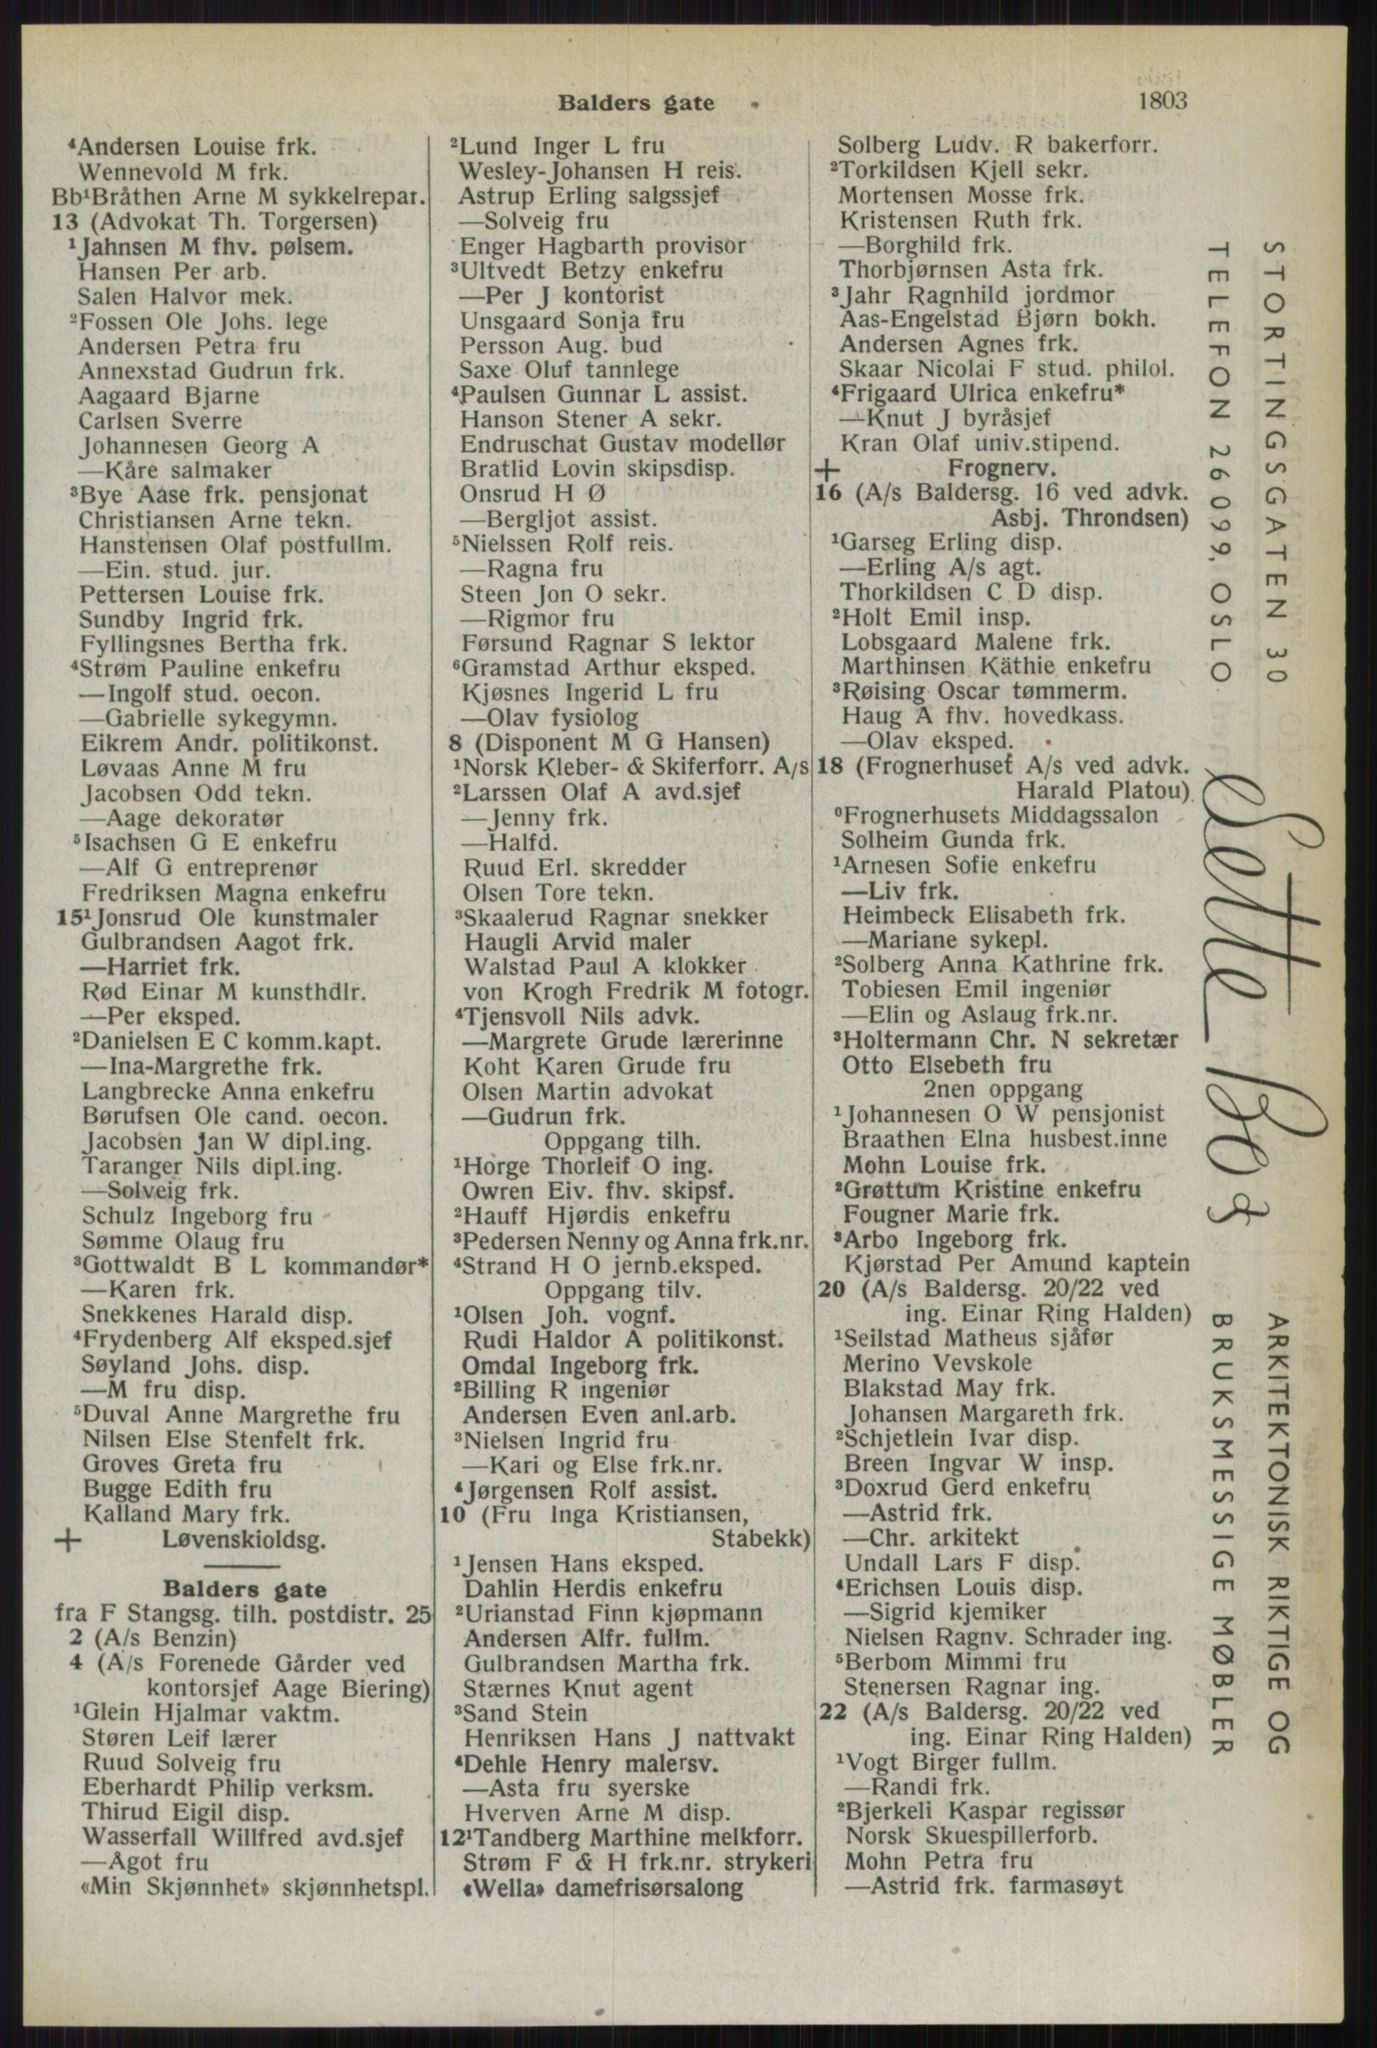 Balders gate
1803
⁴Andersen Louise frk.
Wennevold M frk.
Bb¹Bråthen Arne M sykkelrepar.
13 (Advokat Th. Torgersen)
¹Jahnsen M fhv. pølsem.
Hansen Per arb.
Salen Halvor mek.
²Fossen Ole Johs. lege
Andersen Petra fru
Annexstad Gudrun frk.
Aagaard Bjarne
Carlsen Sverre
Johannesen Georg A
—Kåre salmaker
³Bye Aase frk. pensjonat
Christiansen Arne tekn.
Hanstensen Olaf postfullm.
—Ein. stud. jur.
Pettersen Louise frk.
Sundby Ingrid frk.
Fyllingsnes Bertha frk.
⁴Strøm Pauline enkefru
—Ingolf stud. oecon.
—Gabrielle sykegymn.
Eikrem Andr. politikonst.
Løvaas Anne M fru
Jacobsen Odd tekn.
—Aage dekoratør
⁵Isachsen G E enkefru
—Alf G entreprenør
Fredriksen Magna enkefru
15¹Jonsrud Ole kunstmaler
Gulbrandsen Aagot frk.
—Harriet frk.
Rød Einar M kunsthdlr.
—Per eksped.
²Danielsen E C komm.kapt.
—Ina-Margrethe frk.
Langbrecke Anna enkefru
Børufsen Ole cand. oecon.
Jacobsen Jan W dipl.ing.
Taranger Nils dipl.ing.
—Solveig frk.
Schulz Ingeborg fru
Sømme Olaug fru
³Gottwaldt B L kommandør*
—Karen frk.
Snekkenes Harald disp.
⁴Frydenberg Alf eksped.sjef
Søyland Johs. disp.
—M fru disp.
⁵Duval Anne Margrethe fru
Nilsen Else Stenfelt frk.
Groves Greta fru
Bugge Edith fru
Kalland Mary frk.
+ Løvenskioldsg.
Balders gate
fra F Stangsg. tilh. postdistr. 25
2 (A/s Benzin)
4 (A/s Forenede Gårder ved
kontorsjef Aage Biering)
¹Glein Hjalmar vaktm.
Støren Leif lærer
Ruud Solveig fru
Eberhardt Philip verksm.
Thirud Eigil disp.
Wasserfall Willfred avd.sjef
—Agot fru
«Min Skjønnhet» skjønnhetspl.
²Lund Inger L fru
Wesley-Johansen H reis.
Astrup Erling salgssjef
—Solveig fru
Enger Hagbarth provisor
³Ultvedt Betzy enkefru
—Per J kontorist
Unsgaard Sonja fru
Persson Aug. bud
Saxe Oluf tannlege
⁴Paulsen Gunnar L assist.
Hanson Stener A sekr.
Endruschat Gustav modellør
Bratlid Lovin skipsdisp.
Onsrud H Ø
—Bergljot assist.
⁵Nielssen Rolf reis.
—Ragna fru
Steen Jon O sekr.
—Rigmor fru
Førsund Ragnar S lektor
⁶Gramstad Arthur eksped.
Kjøsnes Ingerid L fru
—Olav fysiolog
8 (Disponent M G Hansen)
¹Norsk Kleber- & Skiferforr. A/s
²Larssen Olaf A avd.sjef
—Jenny frk.
—Halfd.
Ruud Erl. skredder
Olsen Tore tekn.
³Skaalerud Ragnar snekker
Haugli Arvid maler
Walstad Paul A klokker
von Krogh Fredrik M fotogr.
⁴Tjensvoll Nils advk.
—Margrete Grude lærerinne
Koht Karen Grude fru
Olsen Martin advokat
—Gudrun frk.
Oppgang tilh.
¹Horge Thorleif O ing.
Owren Eiv. fhv. skipsf.
²Hauff Hjørdis enkefru
³Pedersen Nenny og Anna frk.nr.
⁴Strand H O jernb.eksped.
Oppgang tilv.
¹Olsen Joh. vognf.
Rudi Haldor A politikonst.
Omdal Ingeborg frk.
²Billing R ingeniør
Andersen Even anl.arb.
³Nielsen Ingrid fru
—Kari og Else frk.nr.
⁴Jørgensen Rolf assist.
10 (Fru Inga Kristiansen,
Stabekk)
¹Jensen Hans eksped.
Dahlin Herdis enkefru
²Urianstad Finn kjøpmann
Andersen Alfr. fullm.
Gulbrandsen Martha frk.
Stærnes Knut agent
³Sand Stein
Henriksen Hans J nattvakt
⁴Dehle Henry malersv.
—Asta fru syerske
Hverven Arne M disp.
12¹Tandberg Marthine melkforr.
Strøm F & H frk.nr. strykeri
«Wella» damefrisørsalong
Solberg Ludv. R bakerforr.
²Torkildsen Kjell sekr.
Mortensen Mosse frk.
Kristensen Ruth frk.
—Borghild frk.
Thorbjørnsen Asta frk.
³Jahr Ragnhild jordmor
Aas-Engelstad Bjørn bokh.
Andersen Agnes frk.
Skaar Nicolai F stud. philol.
⁴Frigaard Ulrica enkefru*
—Knut J byråsjef
Kran Olaf univ.stipend.
+ Frognerv.
16 (A/s Baldersg. 16 ved advk.
Asbj. Throndsen)
¹Garseg Erling disp.
—Erling A/s agt.
Thorkildsen C D disp.
²Holt Emil insp.
Lobsgaard Malene frk.
Marthinsen Käthie enkefru
³Røising Oscar tømmerm.
Haug A fhv. hovedkass.
—Olav eksped.
18 (Frognerhuset A/s ved advk.
Harald Platou)
⁰Frognerhusets Middagssalon
Solheim Gunda frk.
¹Arnesen Sofie enkefru
—Liv frk.
Heimbeck Elisabeth frk.
—Mariane sykepl.
²Solberg Anna Kathrine frk.
Tobiesen Emil ingeniør
—Elin og Aslaug frk.nr.
³Holtermann Chr. N sekretær
Otto Elsebeth fru
2nen oppgang
¹Johannesen O W pensjonist
Braathen Elna husbest.inne
Mohn Louise frk.
²Grøttum Kristine enkefru
Fougner Marie frk.
³Arbo Ingeborg frk.
Kjørstad Per Amund kaptein
20 (A/s Baldersg. 20/22 ved
ing. Einar Ring Halden)
¹Seilstad Matheus sjåfør
Merino Vevskole
Blakstad May frk.
Johansen Margareth frk.
²Schjetlein Ivar disp.
Breen Ingvar W insp.
³Doxrud Gerd enkefru
—Astrid frk.
—Chr. arkitekt
Undall Lars F disp.
⁴Erichsen Louis disp.
—Sigrid kjemiker
Nielsen Ragnv. Schrader ing.
⁵Berbom Mimmi fru
Stenersen Ragnar ing.
22 (A/s Baldersg. 20/22 ved
ing. Einar Ring Halden)
¹Vogt Birger fullm.
—Randi frk.
²Bjerkeli Kaspar regissør
Norsk Skuespillerforb.
Mohn Petra fru
—Astrid frk. farmasøyt
STORTINGSGATEN 30
TELEFON 26099, OSLO
Sette Bo &
ARKITEKTONISK RIKTIGE OG
BRUKSMESSIGE MØBLER